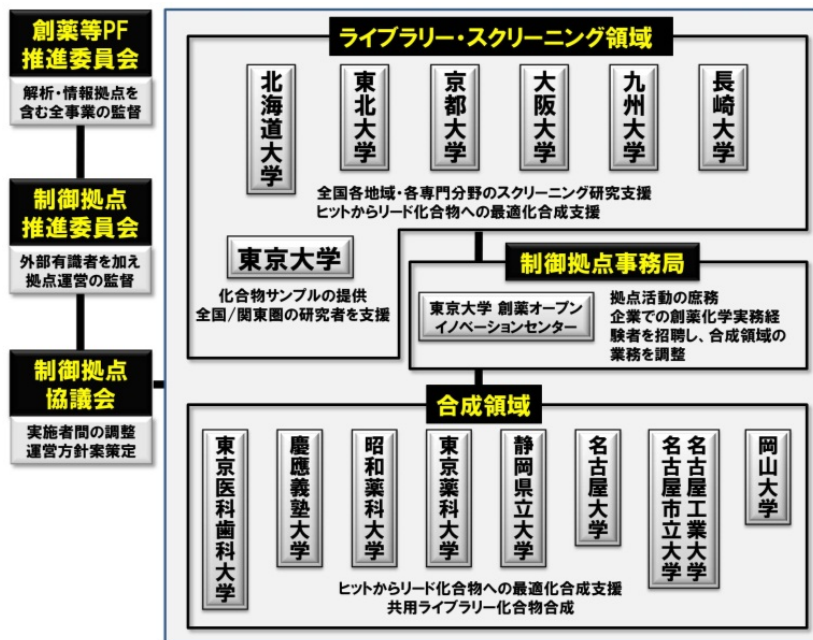 創薬等PF
推進委員会
解析・情報拠点を
含む全事業の監督
制御拠点
推進委員会
外部有識者を加え
拠点運営の監督
制御拠点
協議会
実施者間の調整
運営方針案策定
ライブラリー・スクリーニング領域
北海道大学
東北大学
京都大学
大阪大学
九州大学
長崎大学
全国各地域・各専門分野のスクリーニング研究支援
ヒットからリード化合物への最適化合成支援
東京大学
化合物サンプルの提供
全国/関東圏の研究者を支援
制御拠点事務局
東京大学 創薬オープン
イノベーションセンター
拠点活動の庶務
企業での創薬化学実務経
験者を招聘し、合成領域の
業務を調整
合成領域
東京医科歯科大学
慶應義塾大学
昭和薬科大学
東京薬科大学
静岡県立大学
名古屋大学
名古屋工業大学
名古屋市立大学
岡山大学
ヒットからリード化合物への最適化合成支援
共用ライブラリー化合物合成